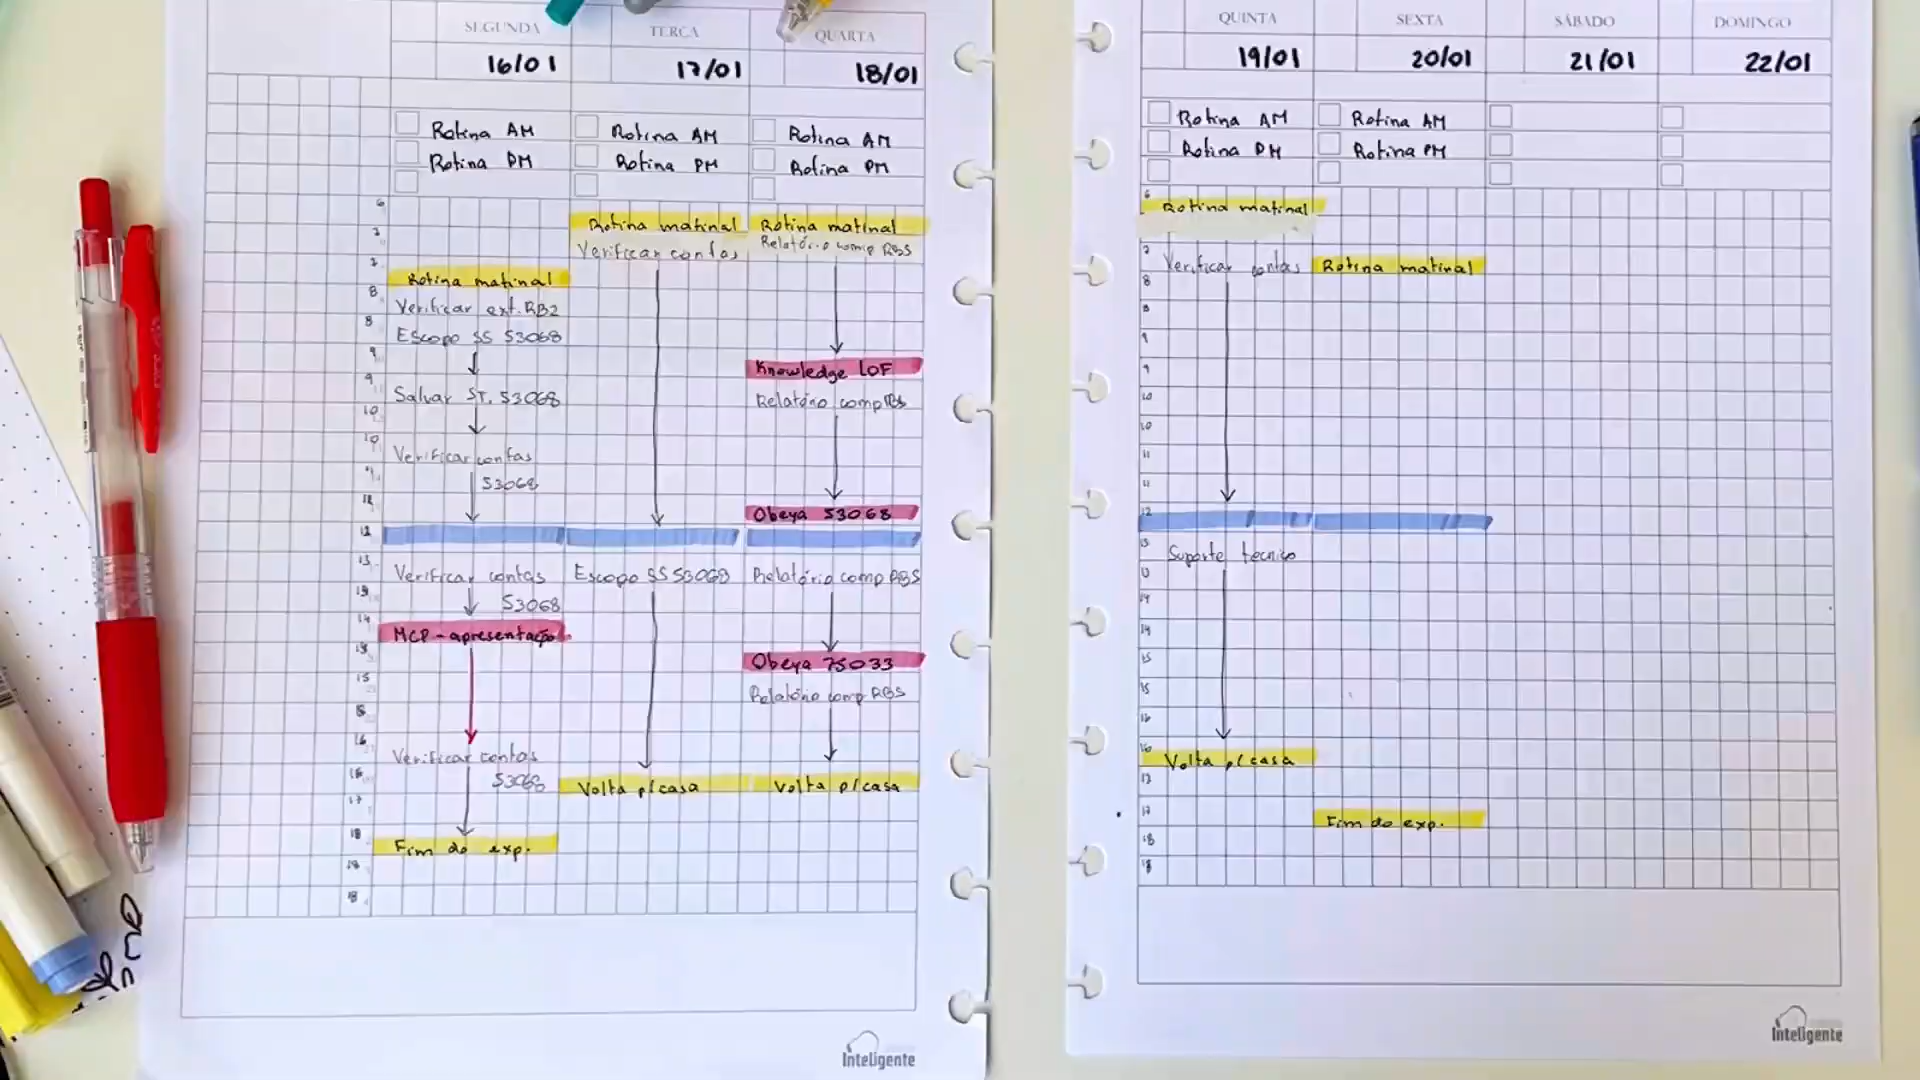 SEGUNDA
16/01
Rotina AM
Rotina PM
Rotina matinal
Verificar ext. RB2
Escopo SS 53068
Salvar ST. 53068
Verificar contas
53068
Verificar contas
53068
MCP - apresentação
Verificar contas
53068
Fim do exp.
TERÇA
17/01
Rotina AM
Rotina PM
Rotina matinal
Verificar contas
Escopo SS 53068
Volta p/ casa
QUARTA
18/01
Rotina AM
Rotina PM
Rotina matinal
Relatório comp RBS
Knowledge LOF
Relatório comp RBS
Obeya 53068
Relatório comp RBS
Obeya 75033
Relatório comp RBS
Volta p/ casa
Inteligente
QUINTA
19/01
Rotina AM
Rotina PM
Rotina matinal
Verificar contas
Suporte técnico
Volta p/ casa
SEXTA
20/01
Rotina AM
Rotina PM
Rotina matinal
Fim do exp.
SÁBADO
21/01
DOMINGO
22/01
Inteligente